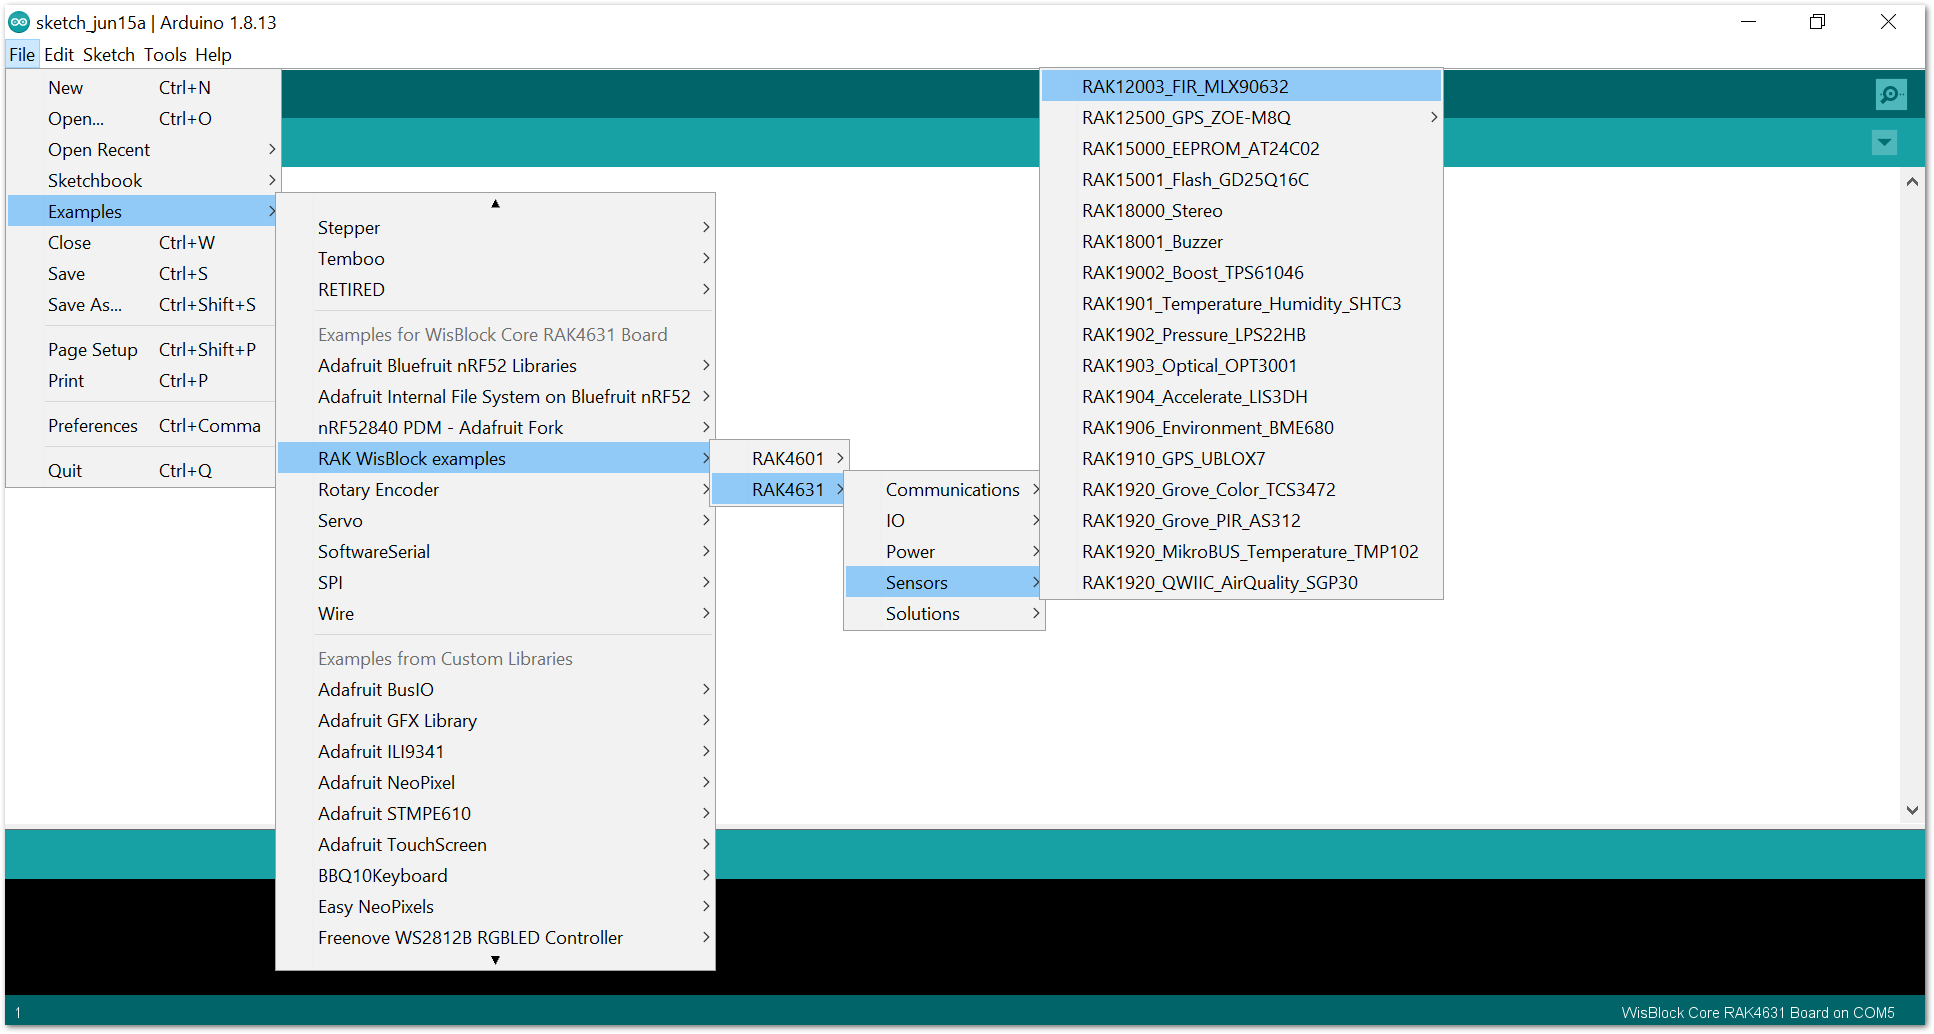 sketch_jun15a | Arduino 1.8.13
File Edit Sketch Tools Help
New Ctrl+N
Open... Ctrl+O
Open Recent
Sketchbook
Examples
Close Ctrl+W
Save Ctrl+S
Save As... Ctrl+Shift+S
Page Setup Ctrl+Shift+P
Print Ctrl+P
Preferences Ctrl+Comma
Quit Ctrl+Q
Stepper
Temboo
RETIRED
Examples for WisBlock Core RAK4631 Board
Adafruit Bluefruit nRF52 Libraries
Adafruit Internal File System on Bluefruit nRF52
nRF52840 PDM - Adafruit Fork
RAK WisBlock examples
Rotary Encoder
Servo
SoftwareSerial
SPI
Wire
Examples from Custom Libraries
Adafruit BusIO
Adafruit GFX Library
Adafruit ILI9341
Adafruit NeoPixel
Adafruit STMPE610
Adafruit TouchScreen
BBQ10Keyboard
Easy NeoPixels
Freenove WS2812B RGBLED Controller
RAK4601
RAK4631
Communications
IO
Power
Sensors
Solutions
RAK12003_FIR_MLX90632
RAK12500_GPS_ZOE-M8Q
RAK15000_EEPROM_AT24C02
RAK15001_Flash_GD25Q16C
RAK18000_Stereo
RAK18001_Buzzer
RAK19002_Boost_TPS61046
RAK1901_Temperature_Humidity_SHTC3
RAK1902_Pressure_LPS22HB
RAK1903_Optical_OPT3001
RAK1904_Accelerate_LIS3DH
RAK1906_Environment_BME680
RAK1910_GPS_UBLOX7
RAK1920_Grove_Color_TCS3472
RAK1920_Grove_PIR_AS312
RAK1920_MikroBUS_Temperature_TMP102
RAK1920_QWIIC_AirQuality_SGP30
1
WisBlock Core RAK4631 Board on COM5